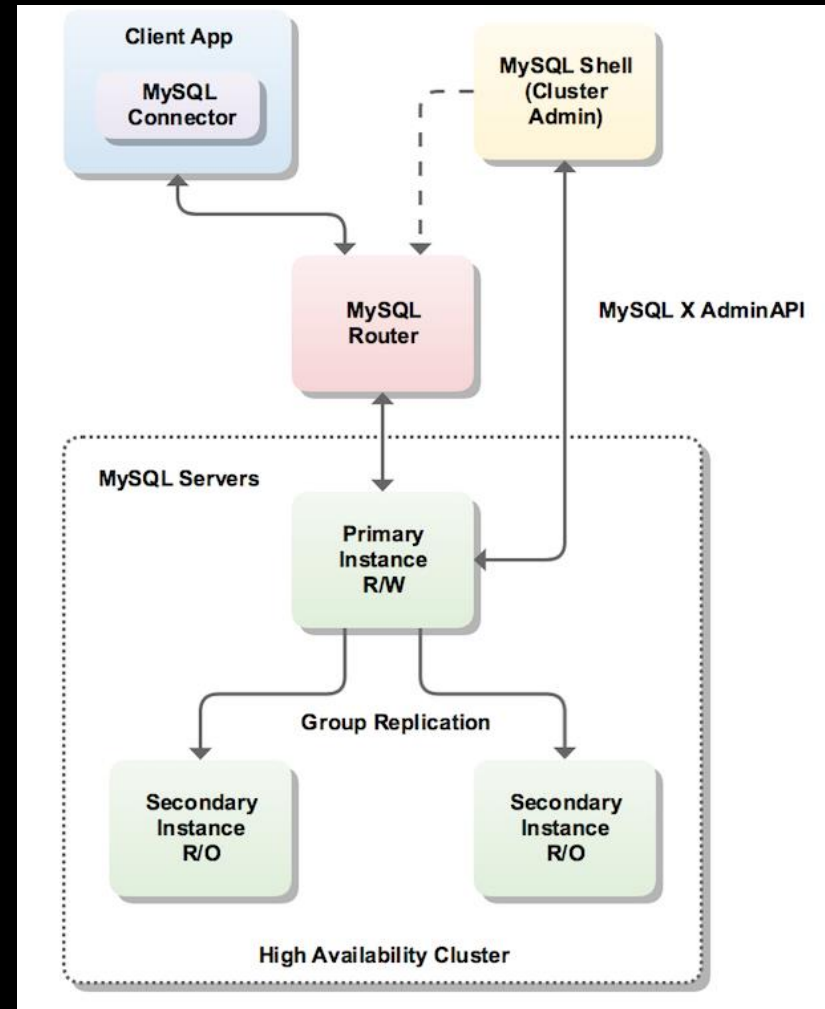 Client App
MySQL
Connector
MySQL Shell
(Cluster
Admin)
MySQL
Router
MySQL X AdminAPI
MySQL Servers
Primary
Instance
R/W
Group Replication
Secondary
Instance
R/O
Secondary
Instance
R/O
High Availability Cluster